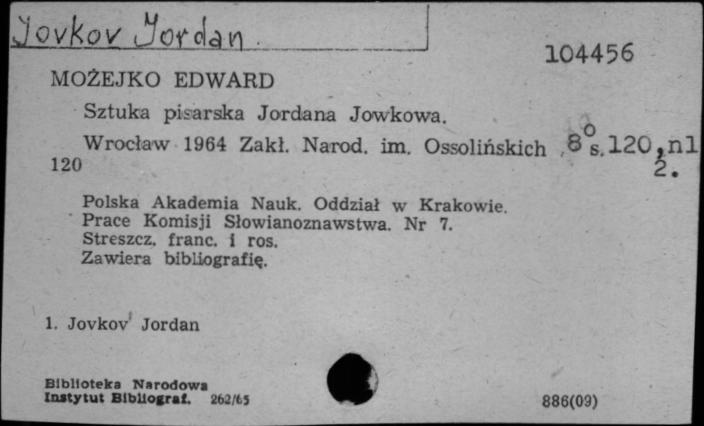 Jovkov Jordan
104456
MOŻEJKO EDWARD
Sztuka pisarska Jordana Jowkowa.
Wrocław 1964 Zakł. Narod. im. Ossolińskich 8° s. 120, nl
120 2.
Polska Akademia Nauk. Oddział w Krakowie.
Prace Komisji Słowianoznawstwa. Nr 7.
Streszcz. franc. i ros.
Zawiera bibliografię.
1. Jovkov Jordan
Biblioteka Narodowa
Instytut Bibliograf. 262/65
886(09)